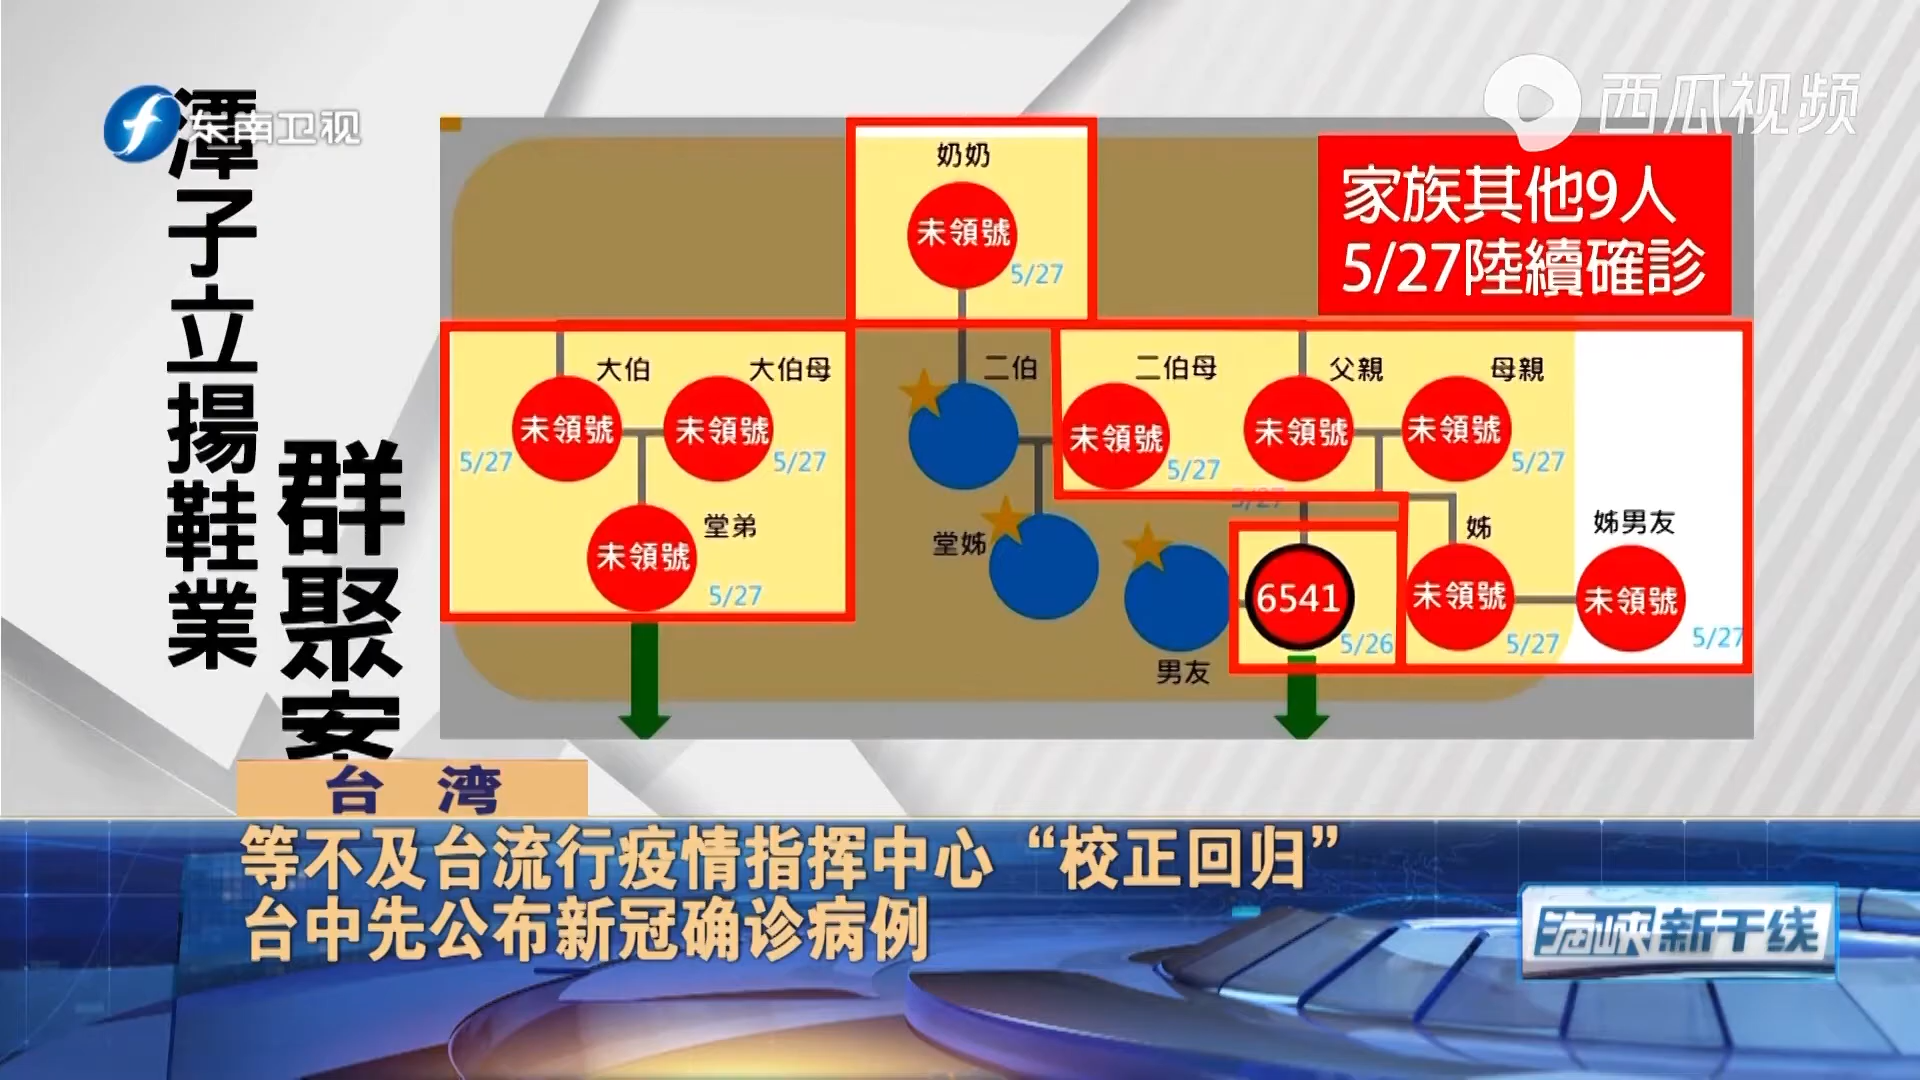 东南卫视
西瓜视频
潭子立揚鞋業
群聚案
家族其他9人
5/27陸續確診
奶奶
未領號
5/27
大伯
大伯母
二伯
二伯母
父親
母親
未領號
未領號
未領號
未領號
未領號
5/27
5/27
5/27
5/27
5/27
堂弟
堂姊
姊
姊男友
未領號
6541
未領號
未領號
5/27
5/26
5/27
5/27
男友
台湾
等不及台流行疫情指挥中心“校正回归”
台中先公布新冠确诊病例
海峡新干线